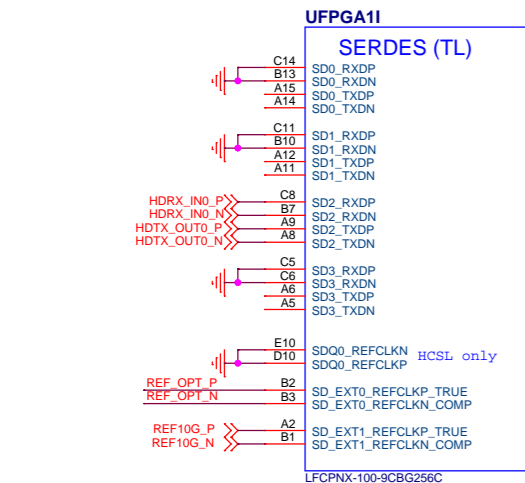 UFPGA1I
SERDES (TL)
C14 SD0_RXDP
B13 SD0_RXDN
A15 SD0_TXDP
A14 SD0_TXDN
C11 SD1_RXDP
B10 SD1_RXDN
A12 SD1_TXDP
A11 SD1_TXDN
HDRX_IN0_P C8 SD2_RXDP
HDRX_IN0_N B7 SD2_RXDN
HDTX_OUT0_P A9 SD2_TXDP
HDTX_OUT0_N A8 SD2_TXDN
C5 SD3_RXDP
C6 SD3_RXDN
A6 SD3_TXDP
A5 SD3_TXDN
E10 SDQ0_REFCLKN
HCSL only
D10 SDQ0_REFCLKP
REF_OPT_P B2 SD_EXT0_REFCLKP_TRUE
REF_OPT_N B3 SD_EXT0_REFCLKN_COMP
REF10G_P A2 SD_EXT1_REFCLKP_TRUE
REF10G_N B1 SD_EXT1_REFCLKN_COMP
LFCPNX-100-9CBG256C